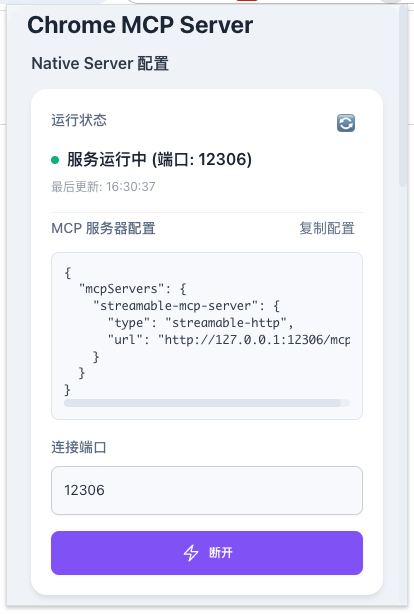 Chrome MCP Server
Native Server 配置
运行状态
服务运行中 (端口: 12306)
最后更新: 16:30:37
MCP 服务器配置 复制配置
{
  "mcpServers": {
    "streamable-mcp-server": {
      "type": "streamable-http",
      "url": "http://127.0.0.1:12306/mcp
    }
  }
}
连接端口
12306
断开